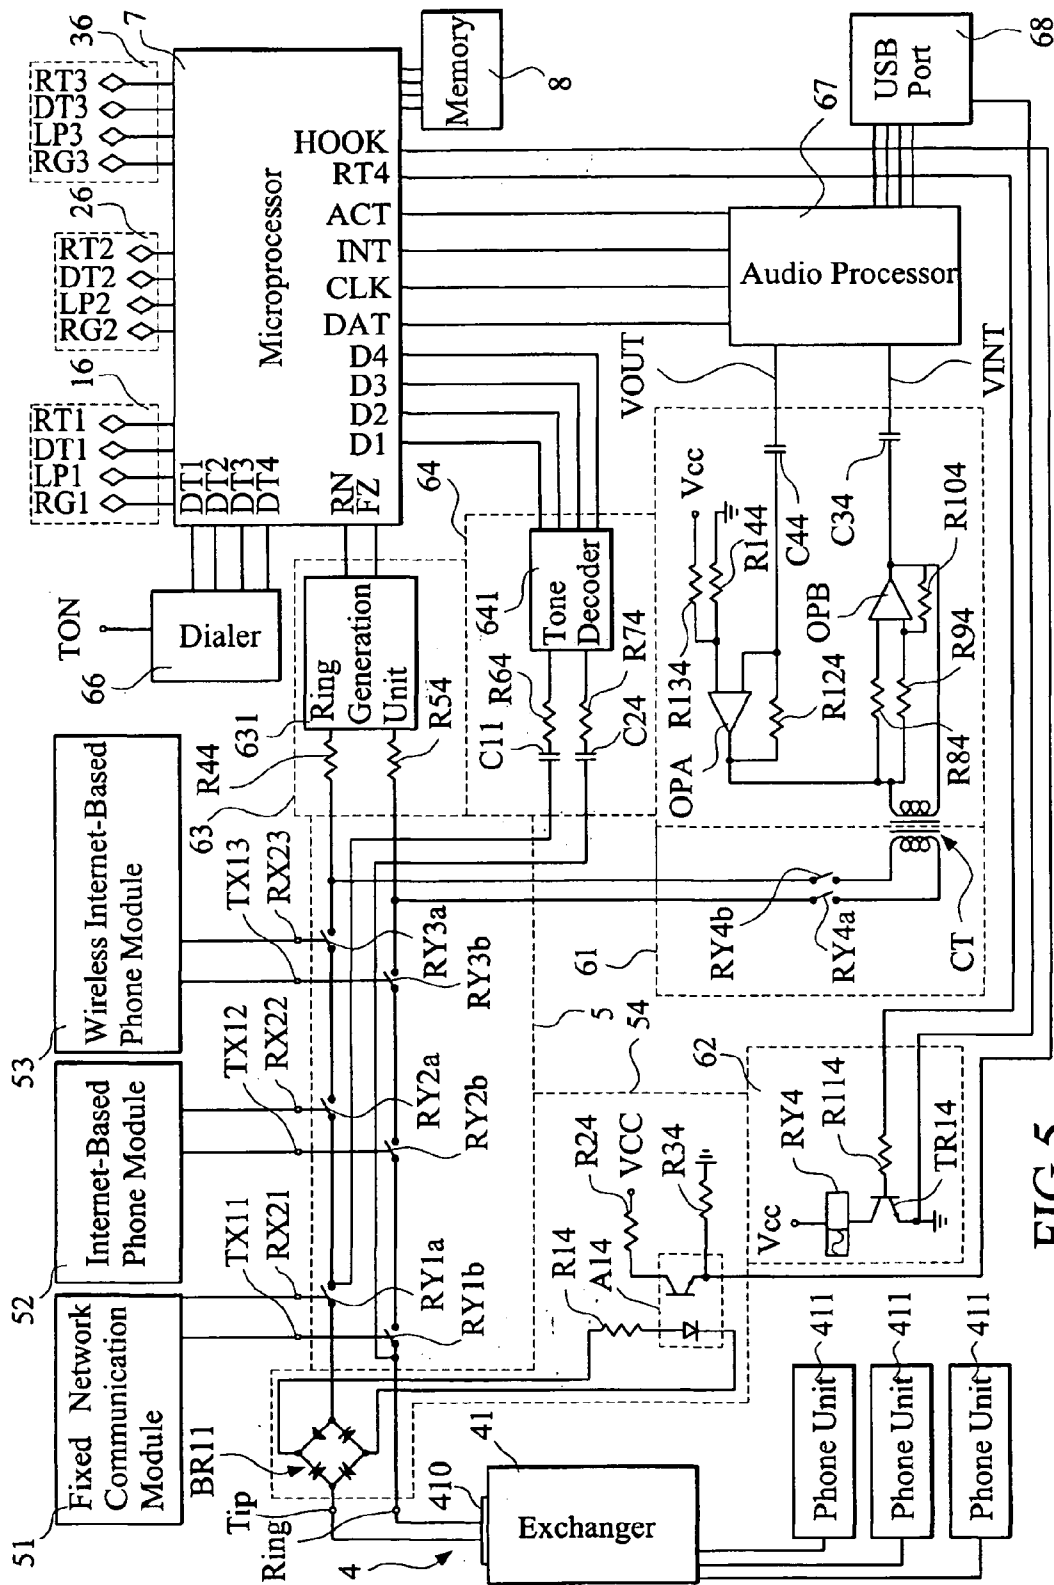 36
RT3
DT3
LP3
RG3
7
26
RT2
DT2
LP2
RG2
16
RT1
DT1
LP1
RG1
Microprocessor
HOOK
RT4
ACT
INT
CLK
DAT
D4
D3
D2
D1
DT1
DT2
DT3
DT4
RN
FZ
Memory
8
68
USB
Port
67
Audio Processor
VOUT
VINT
TON
Dialer
66
631
Ring
Generation
Unit
R44
R54
63
64
641
Tone
Decoder
R64
R74
C11
C24
Vcc
R134
R144
C44
C34
OPA
R124
OPB
R104
R94
R84
CT
61
RY4b
RY4a
Wireless Internet-Based
Phone Module
53
TX13
RX23
RY3a
RY3b
Internet-Based
Phone Module
52
TX12
RX22
RY2a
RY2b
Fixed Network
Communication
Module
51
TX11
RX21
RY1a
RY1b
5
54
BR11
Tip
Ring
R24
VCC
R34
R14
A14
62
Vcc
RY4
R114
TR14
4
410
41
Exchanger
411
Phone Unit
411
Phone Unit
411
Phone Unit
FIG 5